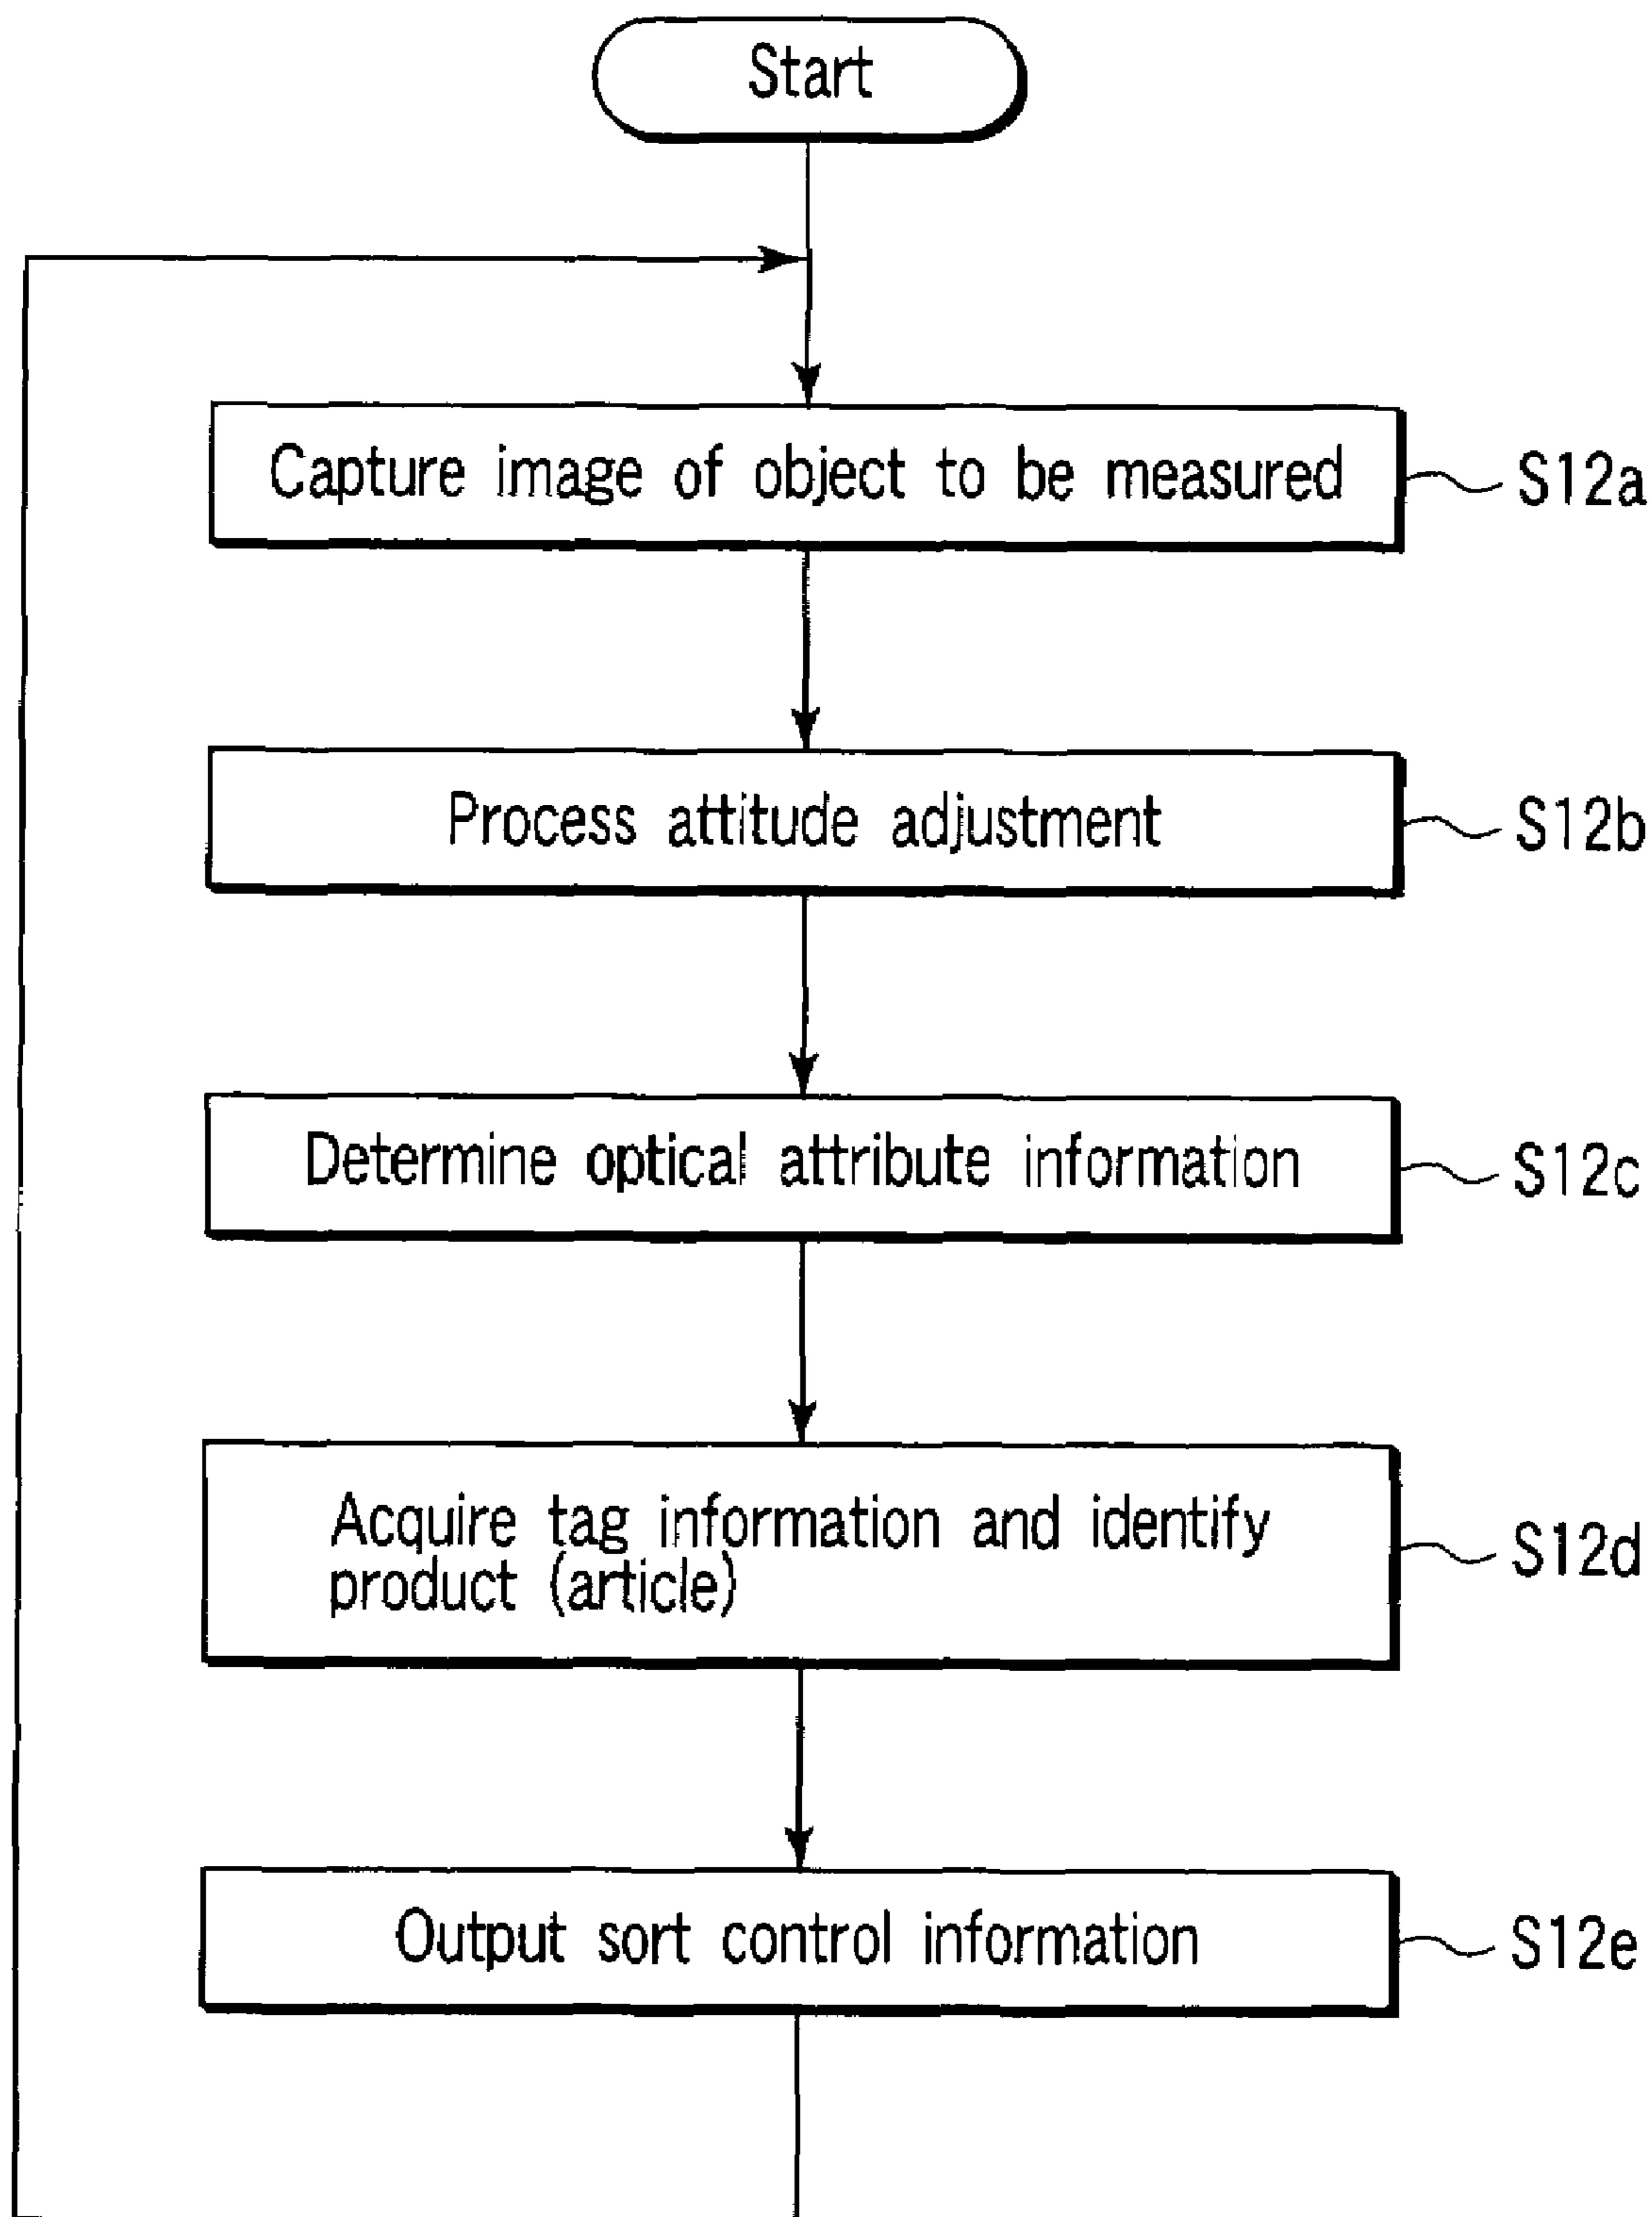 Start
Capture image of object to be measured
S12a
Process attitude adjustment
S12b
Determine optical attribute information
S12c
Acquire tag information and identify
product (article)
S12d
Output sort control information
S12e